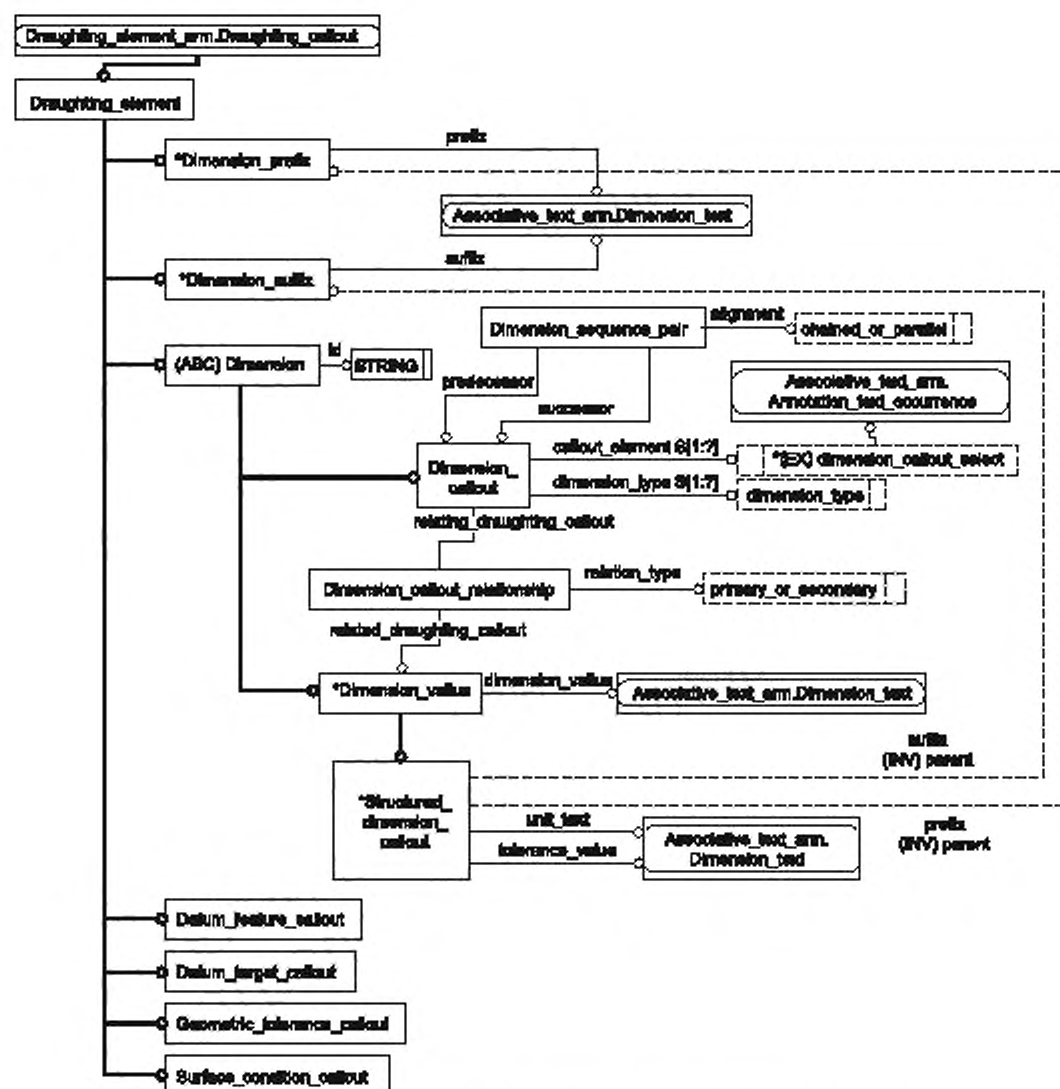 Draughting_element_arm.Draughting_callout
Draughting_element
prefix
*Dimension_prefix
Associative_text_arm.Dimension_text
suffix
*Dimension_suffix
Dimension_sequence_pair
alignment
chained_or_parallel
(ABC) Dimension
id
STRING
predecessor
successor
Associative_text_arm.
Annotation_text_occurrence
Dimension_
callout
callout_element S[1:?]
*(EX) dimension_callout_select
dimension_type S[1:?]
dimension_type
relating_draughting_callout
Dimension_callout_relationship
relation_type
primary_or_secondary
related_draughting_callout
*Dimension_value
dimension_value
Associative_text_arm.Dimension_text
suffix
(INV) parent
*Structured_
dimension_
callout
unit_text
tolerance_value
Associative_text_arm.
Dimension_text
prefix
(INV) parent
Datum_feature_callout
Datum_target_callout
Geometric_tolerance_callout
Surface_condition_callout